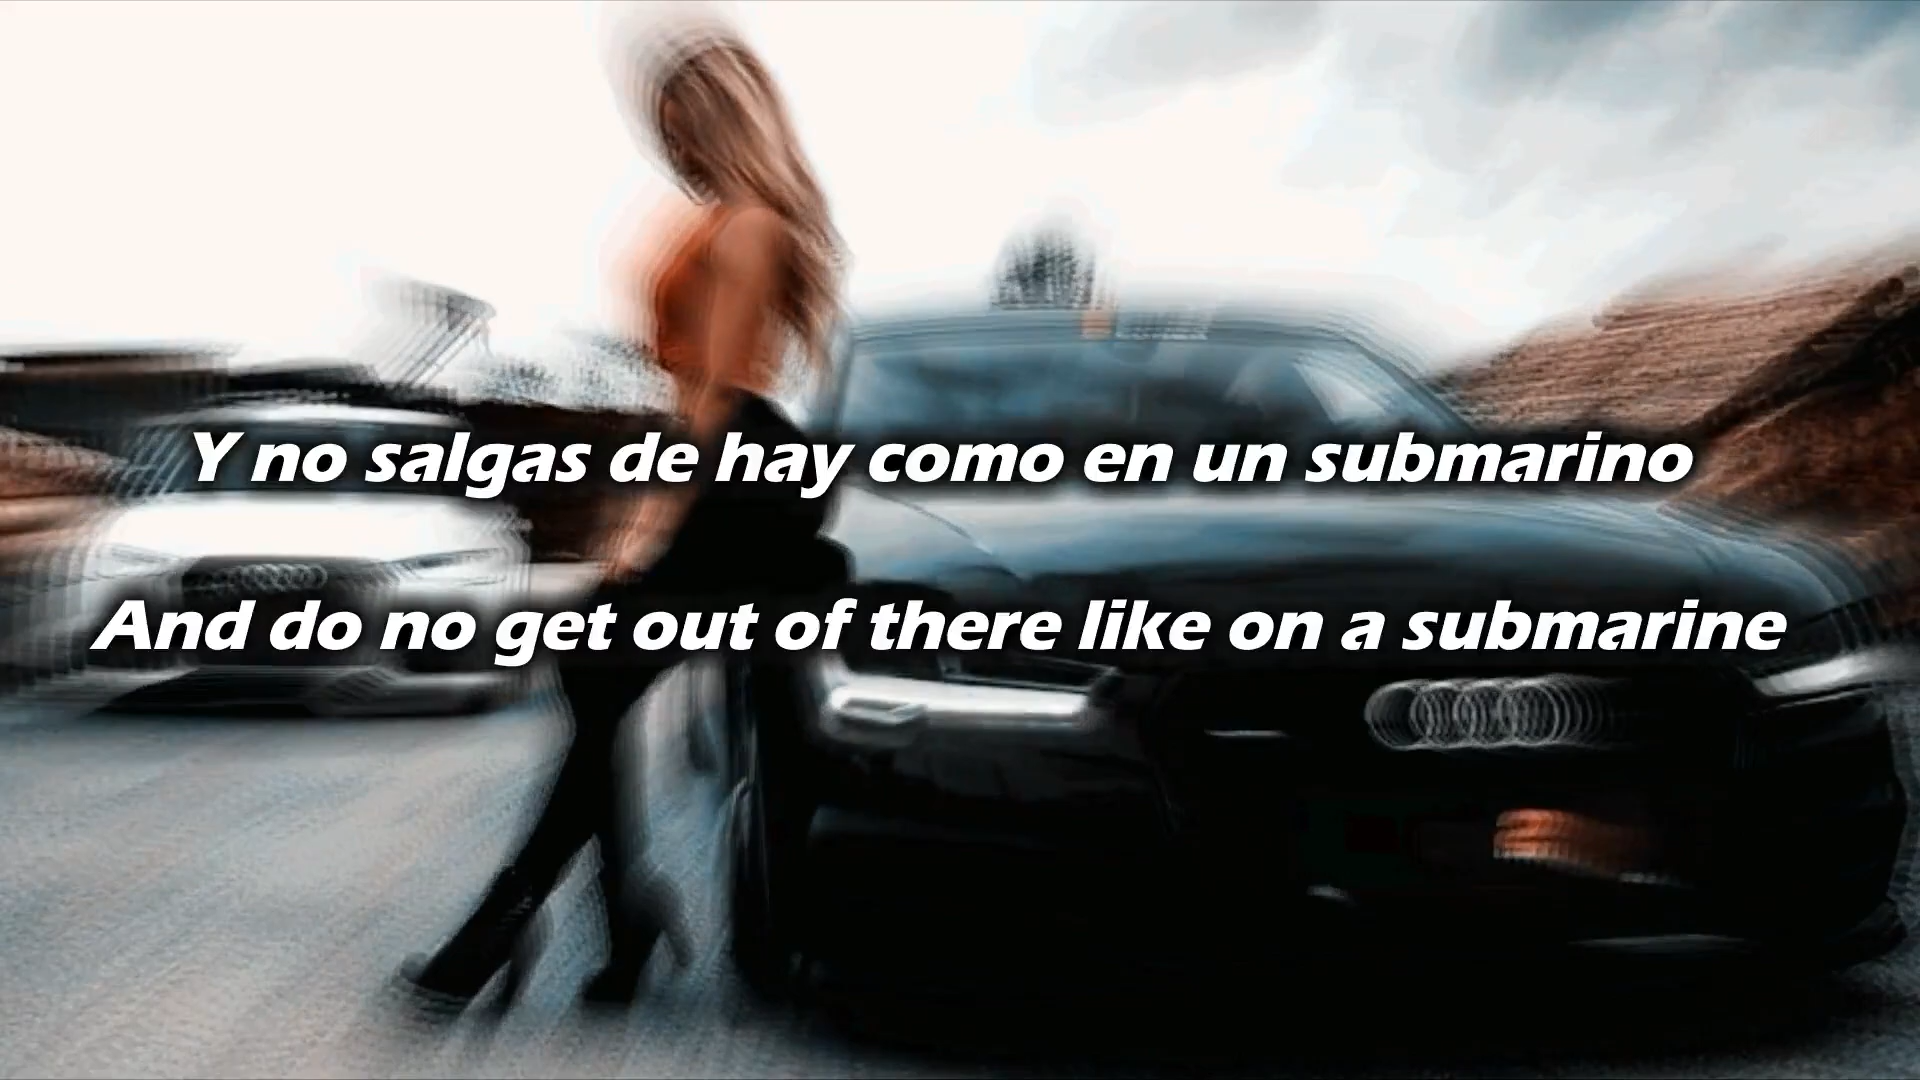 Y no salgas de hay como en un submarino
And do no get out of there like on a submarine